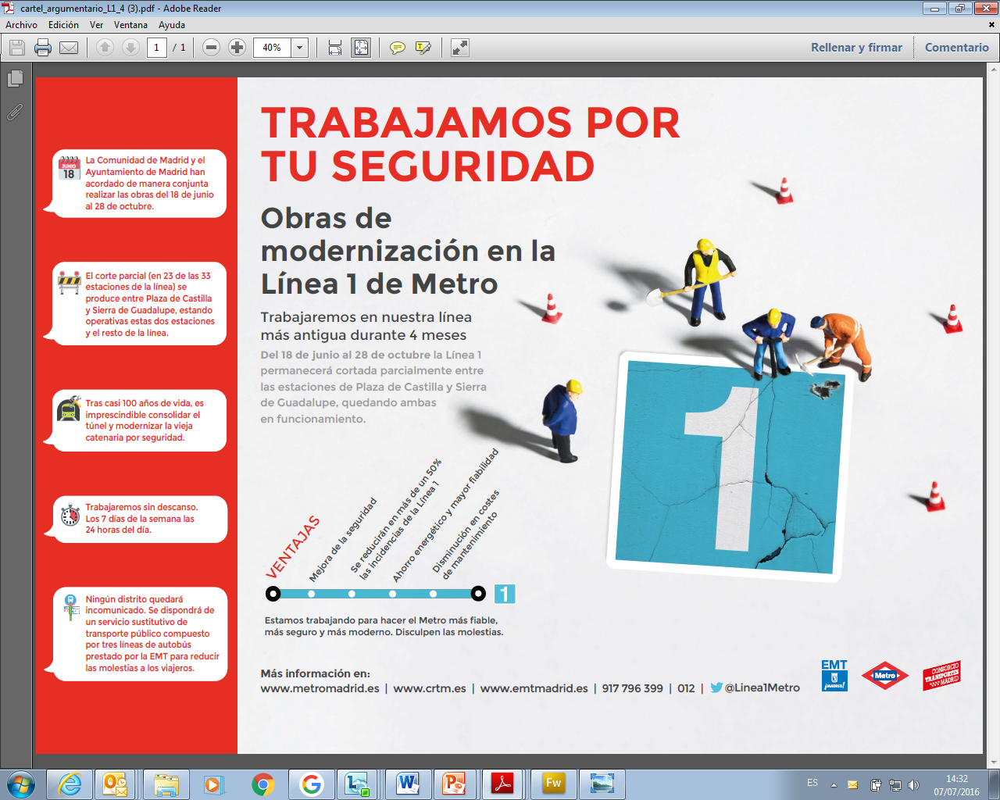 cartel_argumentario_L1_4 (3).pdf - Adobe Reader
Archivo Edición Ver Ventana Ayuda
1 / 1 40% Rellenar y firmar Comentario
JUNIO
18
La Comunidad de Madrid y el
Ayuntamiento de Madrid han
acordado de manera conjunta
realizar las obras del 18 de junio
al 28 de octubre.
El corte parcial (en 23 de las 33
estaciones de la línea) se
produce entre Plaza de Castilla
y Sierra de Guadalupe, estando
operativas estas dos estaciones
y el resto de la línea.
Tras casi 100 años de vida, es
imprescindible consolidar el
túnel y modernizar la vieja
catenaria por seguridad.
Trabajaremos sin descanso.
Los 7 días de la semana las
24 horas del día.
Ningún distrito quedará
incomunicado. Se dispondrá de
un servicio sustitutivo de
transporte público compuesto
por tres líneas de autobús
prestado por la EMT para reducir
las molestias a los viajeros.
TRABAJAMOS POR
TU SEGURIDAD
Obras de
modernización en la
Línea 1 de Metro
Trabajaremos en nuestra línea
más antigua durante 4 meses
Del 18 de junio al 28 de octubre la Línea 1
permanecerá cortada parcialmente entre
las estaciones de Plaza de Castilla y Sierra
de Guadalupe, quedando ambas
en funcionamiento.
1
VENTAJAS
Mejora de la seguridad
Se reducirán en más de un 50%
las incidencias de la Línea 1
Ahorro energético y mayor fiabilidad
Disminución en costes
de mantenimiento
1
Estamos trabajando para hacer el Metro más fiable,
más seguro y más moderno. Disculpen las molestias.
Más información en:
www.metromadrid.es | www.crtm.es | www.emtmadrid.es | 917 796 399 | 012 | @Linea1Metro
EMT
¡MADRID!
Metro
CONSORCIO
TRANSPORTES
MADRID
ES
14:32
07/07/2016